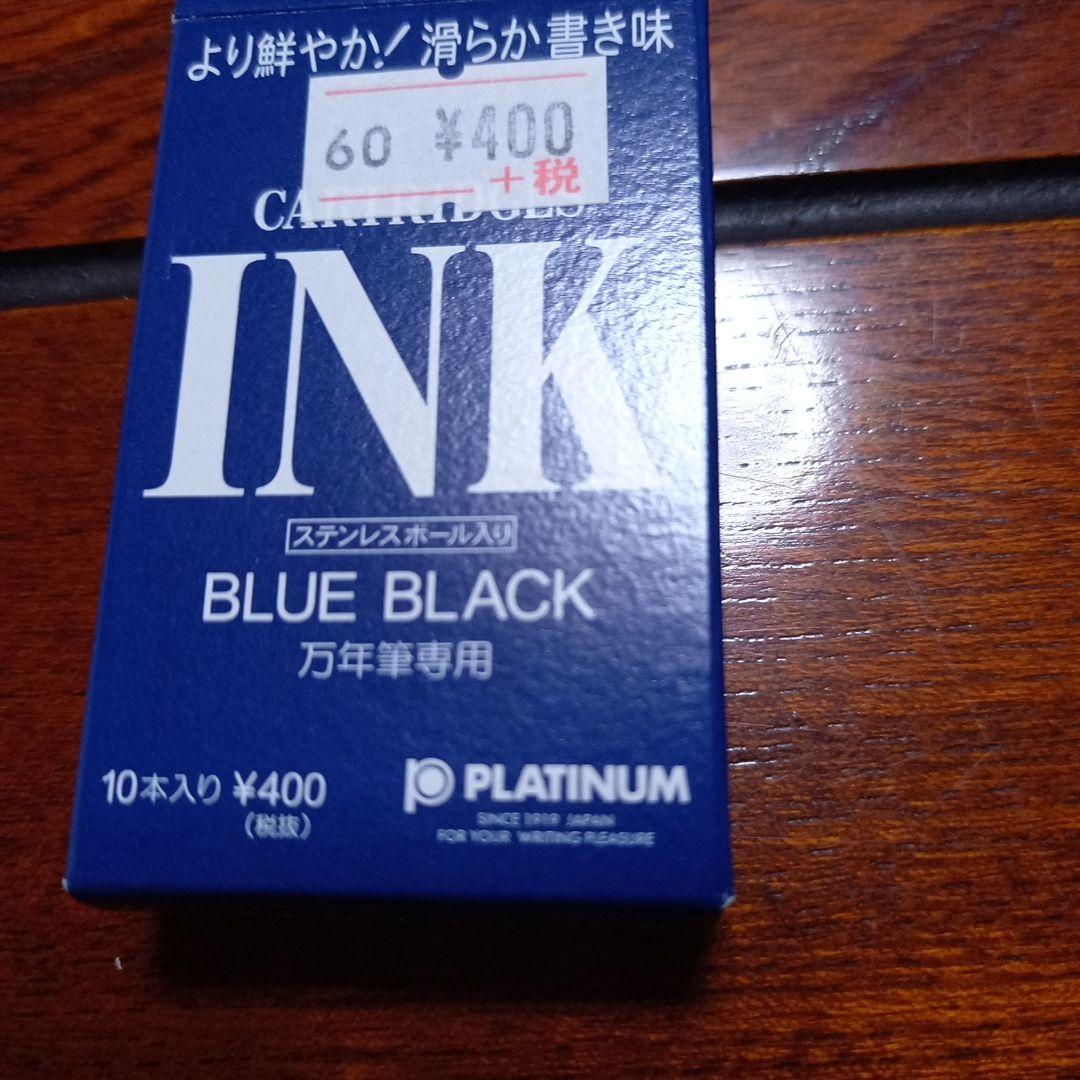 より鮮やか! 滑らか書き味
60 ¥400
+税
CARTRIDGES
INK
ステンレスボール入り
BLUE BLACK
万年筆専用
10本入り ¥400
(税抜)
PLATINUM
SINCE 1919 JAPAN
FOR YOUR WRITING PLEASURE